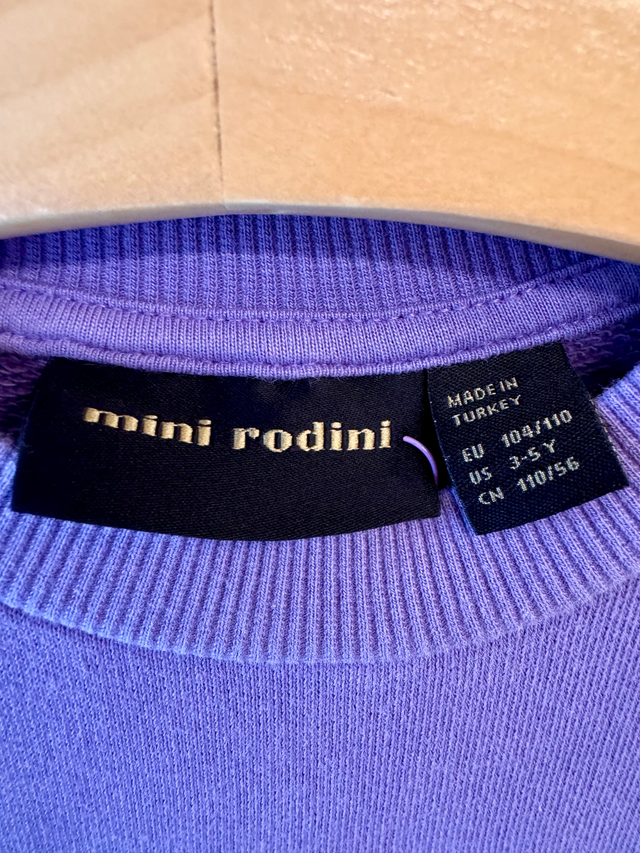 mini rodini
MADE IN
TURKEY
EU 104/110
US 3-5 Y
CN 110/56